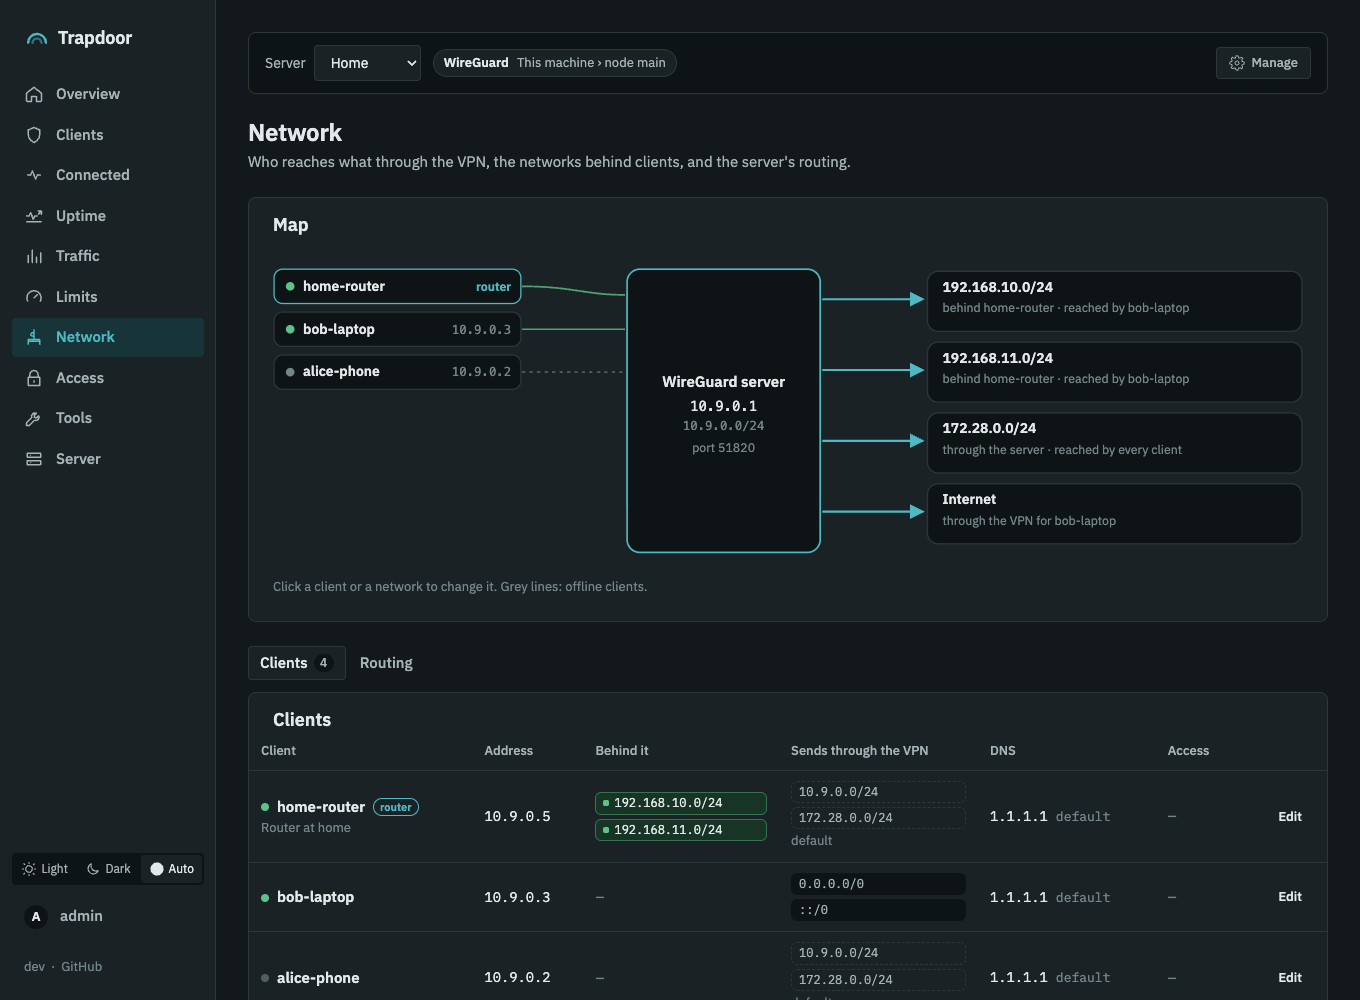 Trapdoor
Overview
Clients
Connected
Uptime
Traffic
Limits
Network
Access
Tools
Server
Light Dark Auto
A admin
dev · GitHub
Server Home WireGuard This machine › node main Manage
Network
Who reaches what through the VPN, the networks behind clients, and the server's routing.
Map
home-router router
bob-laptop 10.9.0.3
alice-phone 10.9.0.2
WireGuard server
10.9.0.1
10.9.0.0/24
port 51820
192.168.10.0/24
behind home-router · reached by bob-laptop
192.168.11.0/24
behind home-router · reached by bob-laptop
172.28.0.0/24
through the server · reached by every client
Internet
through the VPN for bob-laptop
Click a client or a network to change it. Grey lines: offline clients.
Clients 4 Routing
Clients
Client Address Behind it Sends through the VPN DNS Access
home-router router
Router at home
10.9.0.5
192.168.10.0/24
192.168.11.0/24
10.9.0.0/24
172.28.0.0/24
default
1.1.1.1 default
–
Edit
bob-laptop
10.9.0.3
–
0.0.0.0/0
::/0
1.1.1.1 default
–
Edit
alice-phone
10.9.0.2
–
10.9.0.0/24
172.28.0.0/24
1.1.1.1 default
–
Edit